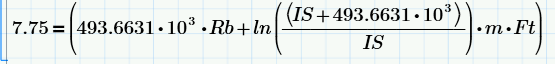 7.75 = (493.6631 · 10³ · Rb + ln((IS + 493.6631 · 10³) / IS) · m · Ft)